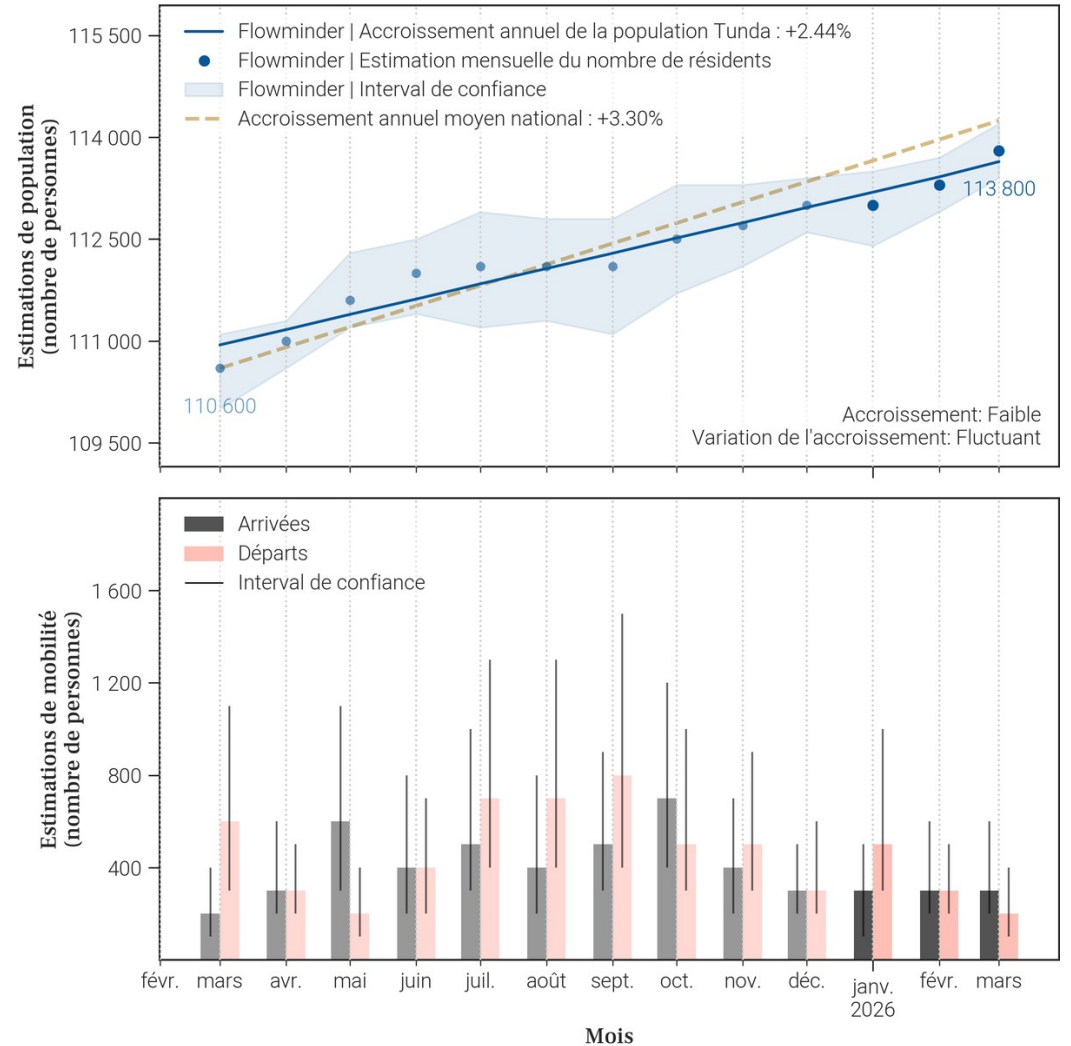 Flowminder | Accroissement annuel de la population Tunda : +2.44%
Flowminder | Estimation mensuelle du nombre de résidents
Flowminder | Interval de confiance
Accroissement annuel moyen national : +3.30%
Estimations de population
(nombre de personnes)
115 500
114 000
112 500
111 000
109 500
110 600
113 800
Accroissement: Faible
Variation de l'accroissement: Fluctuant
Arrivées
Départs
Interval de confiance
Estimations de mobilité
(nombre de personnes)
1 600
1 200
800
400
févr.
mars
avr.
mai
juin
juil.
août
sept.
oct.
nov.
déc.
janv.
2026
févr.
mars
Mois